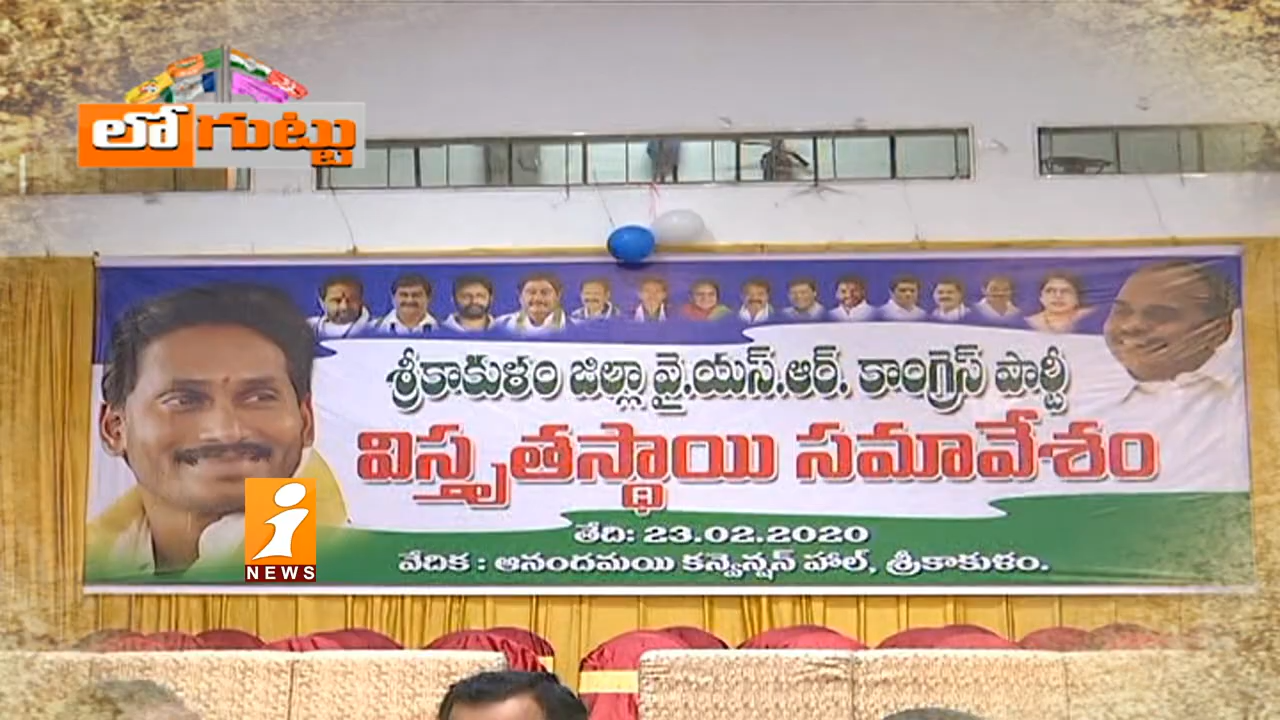 లోగుట్టు
శ్రీకాకుళం జిల్లా వై.యస్.ఆర్. కాంగ్రెస్ పార్టీ
విస్తృతస్థాయి సమావేశం
తేది: 23.02.2020
వేదిక : ఆనందమయి కన్వెన్షన్ హాల్, శ్రీకాకుళం.
i
NEWS